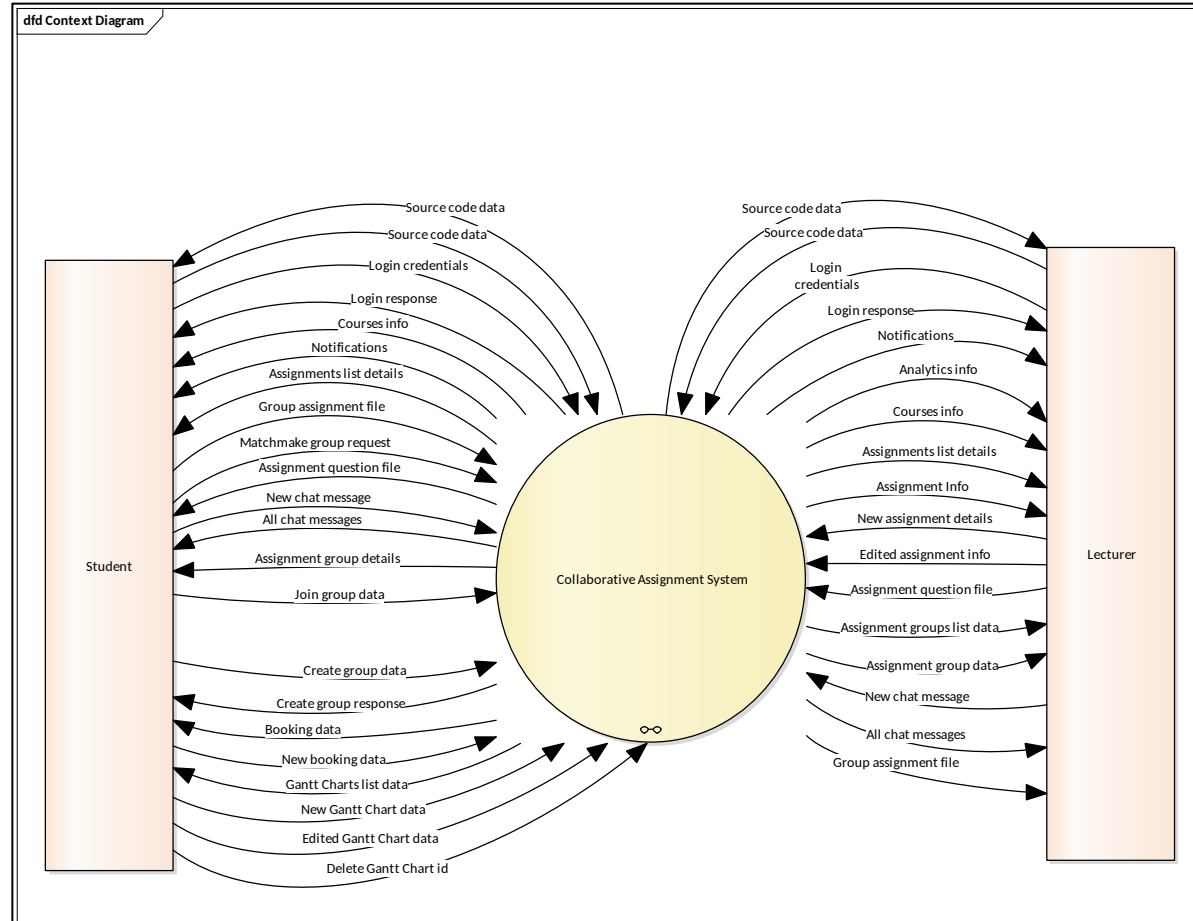 dfd Context Diagram
Source code data
Source code data
Login credentials
Login response
Courses info
Notifications
Assignments list details
Group assignment file
Matchmake group request
Assignment question file
New chat message
All chat messages
Assignment group details
Join group data
Create group data
Create group response
Booking data
New booking data
Gantt Charts list data
New Gantt Chart data
Edited Gantt Chart data
Delete Gantt Chart id
Student
Collaborative Assignment System
Source code data
Source code data
Login
credentials
Login response
Notifications
Analytics info
Courses info
Assignments list details
Assignment Info
New assignment details
Edited assignment info
Assignment question file
Assignment groups list data
Assignment group data
New chat message
All chat messages
Group assignment file
Lecturer